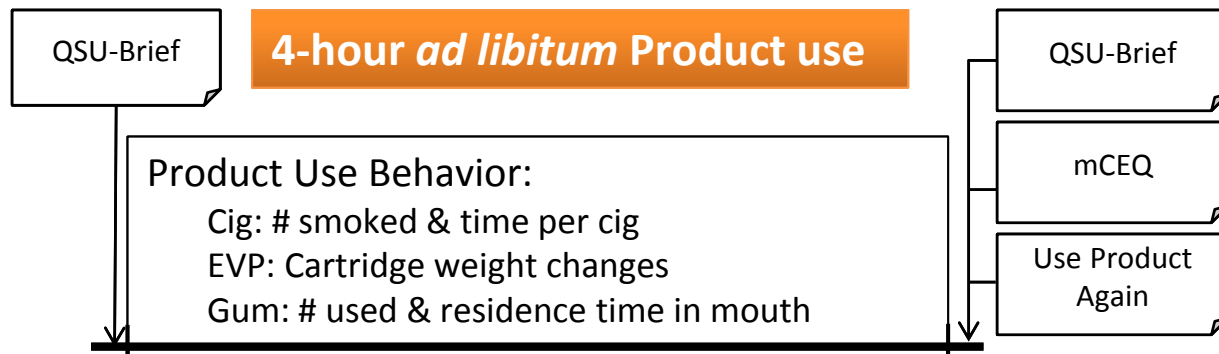 QSU-Brief
4-hour ad libitum Product use
Product Use Behavior:
Cig: # smoked & time per cig
EVP: Cartridge weight changes
Gum: # used & residence time in mouth
QSU-Brief
mCEQ
Use Product
Again